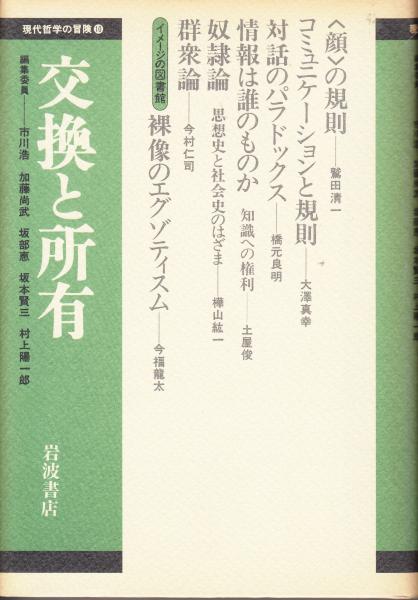 〈顔〉の規則――鷲田清一
コミュニケーションと規則――大澤真幸
対話のパラドックス――橋元良明
情報は誰のものか 知識への権利――土屋俊
奴隷論 思想史と社会史のはざま――樺山紘一
群衆論――今村仁司
イメージの図書館 裸像のエグゾティスム――今福龍太
現代哲学の冒険⑩
交換と所有
編集委員――市川浩 加藤尚武 坂部恵 坂本賢三 村上陽一郎
岩波書店